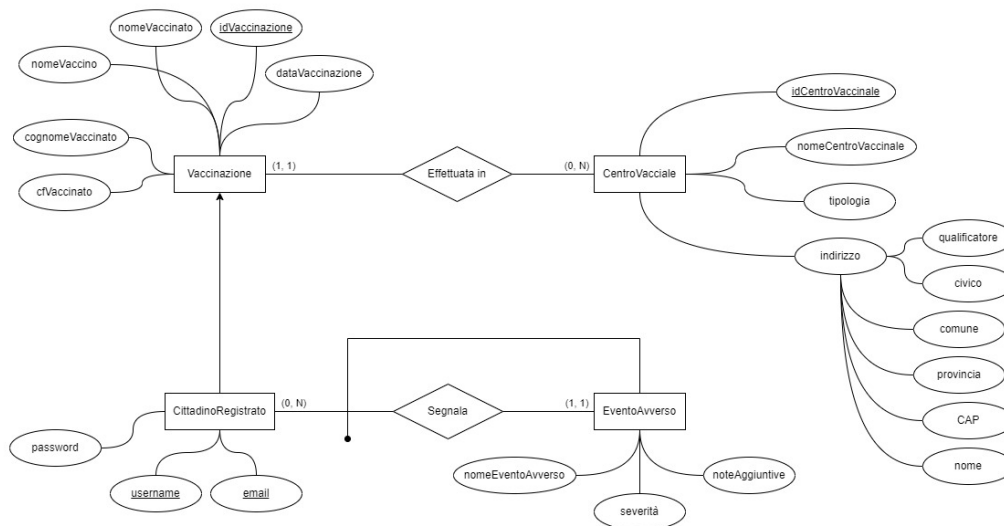 nomeVaccinato
idVaccinazione
nomeVaccino
dataVaccinazione
idCentroVaccinale
cognomeVaccinato
nomeCentroVaccinale
cfVaccinato
Vaccinazione
(1, 1)
Effettuata in
(0, N)
CentroVacciale
tipologia
qualificatore
indirizzo
civico
comune
provincia
CittadinoRegistrato
(0, N)
Segnala
(1, 1)
EventoAvverso
CAP
password
nomeEventoAvverso
noteAggiuntive
nome
username
email
severità